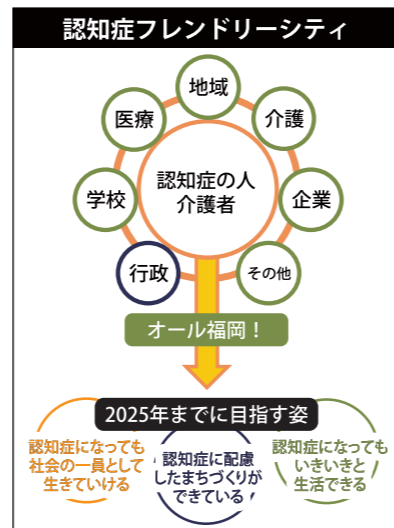 認知症フレンドリーシティ
地域
医療
介護
学校
認知症の人
介護者
企業
行政
その他
オール福岡！
2025年までに目指す姿
認知症になっても
社会の一員として
生きていける
認知症に配慮
したまちづくりが
できている
認知症になっても
いきいきと
生活できる